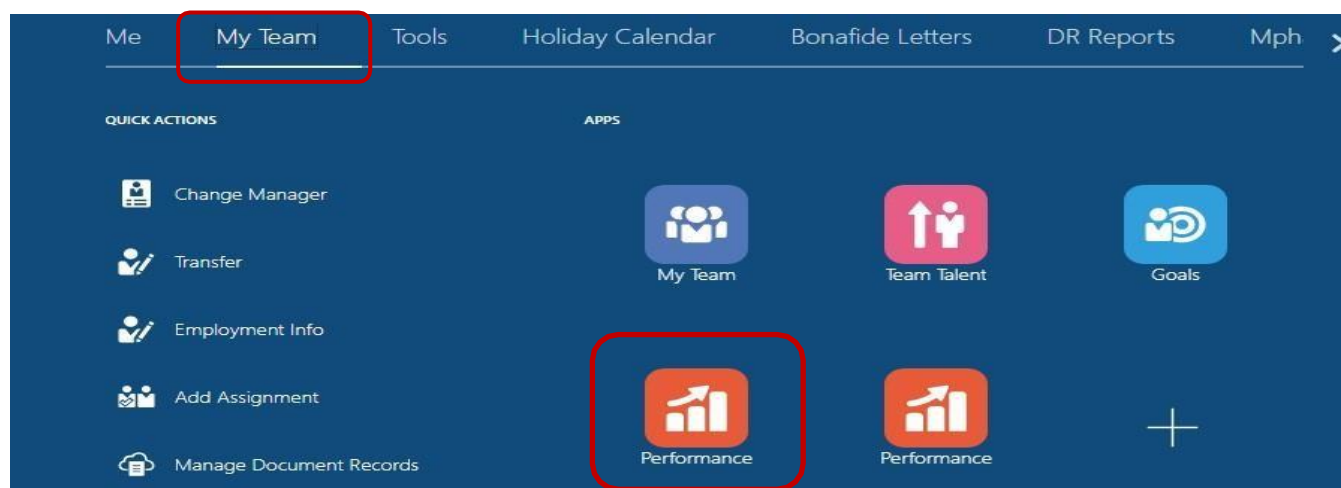 Me My Team Tools Holiday Calendar Bonafide Letters DR Reports Mph
QUICK ACTIONS
Change Manager
Transfer
Employment Info
Add Assignment
Manage Document Records
APPS
My Team Team Talent Goals
Performance Performance